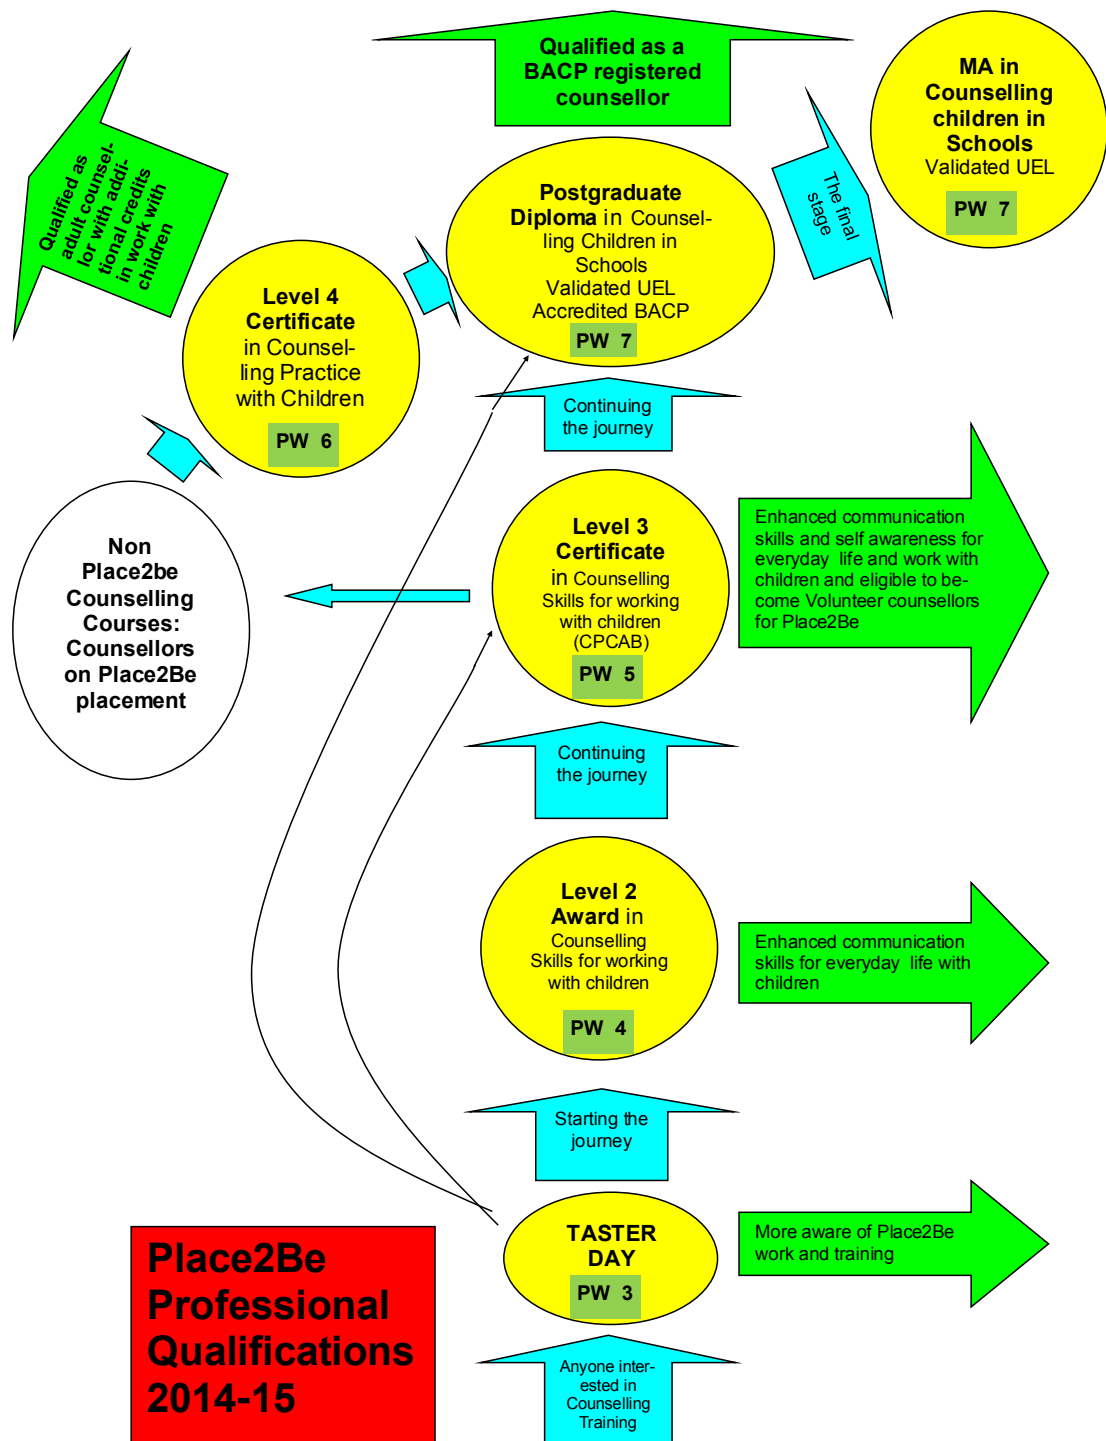 Qualified as a
BACP registered
counsellor
MA in
Counselling
children in
Schools
Validated UEL
PW 7
The final
stage
Qualified as
adult counsel-
lor with addi-
tional credits
in work with
children
Postgraduate
Diploma in Counsel-
ling Children in
Schools
Validated UEL
Accredited BACP
PW 7
Level 4
Certificate
in Counsel-
ling Practice
with Children
PW 6
Continuing
the journey
Non
Place2be
Counselling
Courses:
Counsellors
on Place2Be
placement
Level 3
Certificate
in Counselling
Skills for working
with children
(CPCAB)
PW 5
Enhanced communication
skills and self awareness for
everyday life and work with
children and eligible to be-
come Volunteer counsellors
for Place2Be
Continuing
the journey
Level 2
Award in
Counselling
Skills for working
with children
PW 4
Enhanced communication
skills for everyday life with
children
Starting the
journey
TASTER
DAY
PW 3
More aware of Place2Be
work and training
Place2Be
Professional
Qualifications
2014-15
Anyone inter-
ested in
Counselling
Training